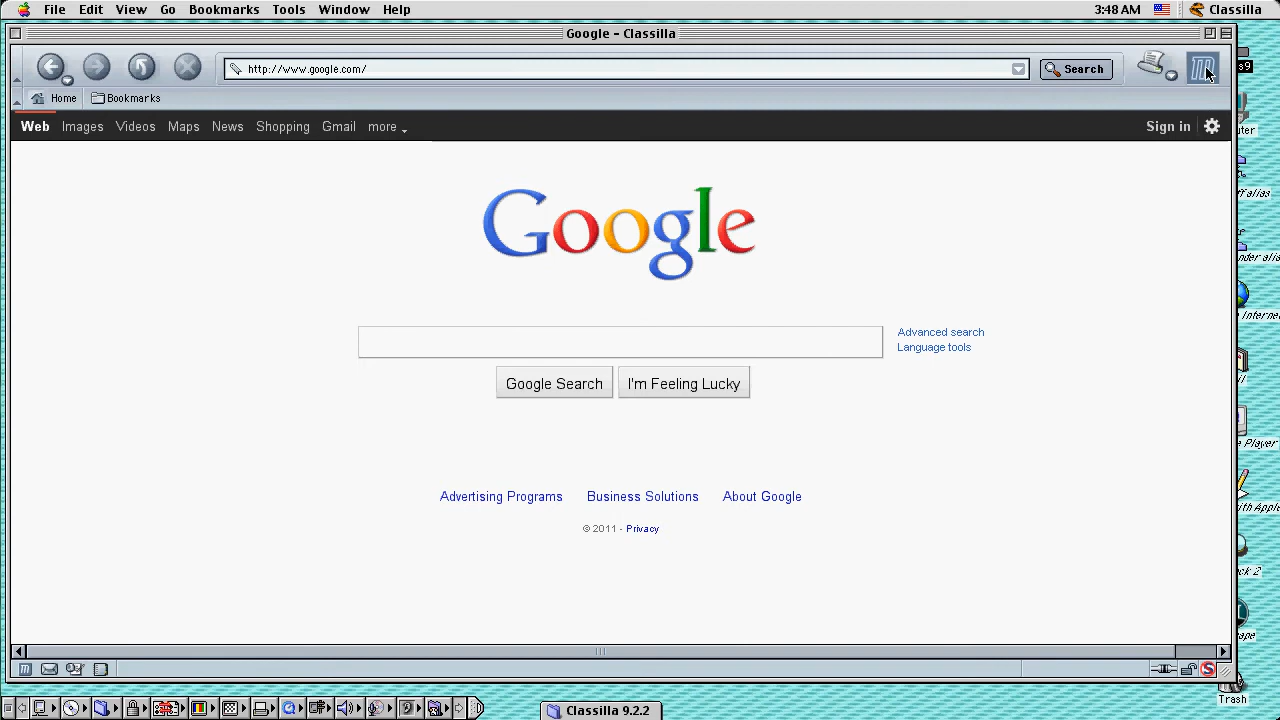 File Edit View Go Bookmarks Tools Window Help 3:48 AM Classilla
Google – Classilla
http://www.google.com/
Search
Home Bookmarks
Web Images Videos Maps News Shopping Gmail More
Sign in
Google
Advanced search
Language tools
Google Search I'm Feeling Lucky
Advertising Programs Business Solutions About Google
© 2011 - Privacy
Trash
Classilla 9.2.2